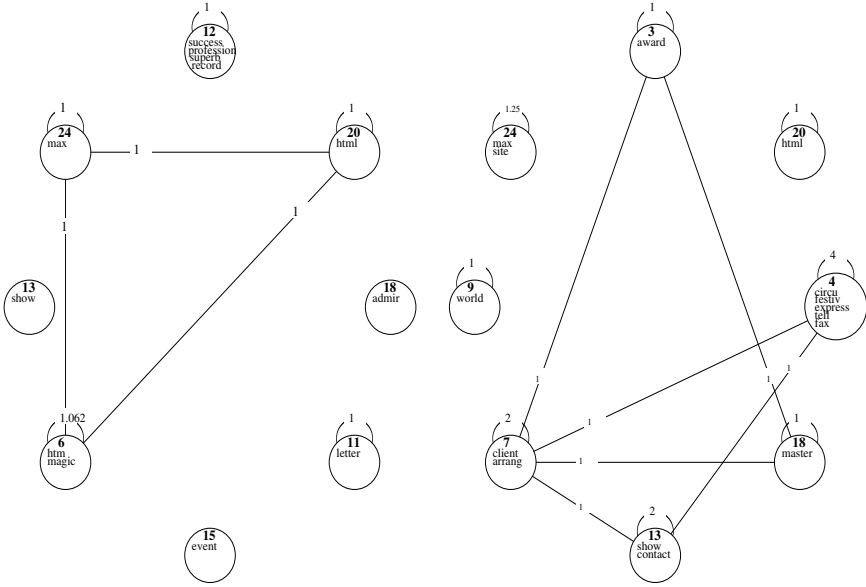 1
12
success
profession
superb
record
1
24
max
1
20
html
1
1
1
13
show
18
admir
1.062
6
htm
magic
1
11
letter
15
event
1
3
award
1.25
24
max
site
1
20
html
1
9
world
4
4
circu
festiv
express
tell
fax
1
1
1
1
2
7
client
arrang
1
1
18
master
1
2
13
show
contact